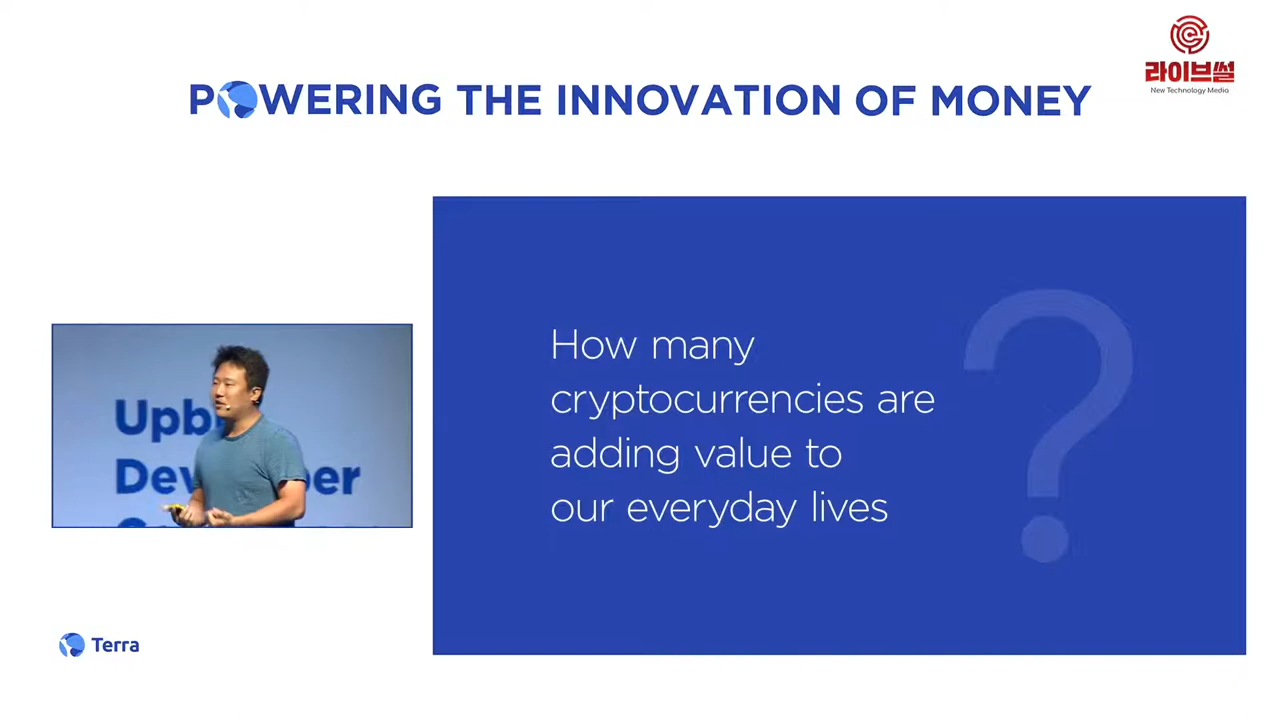 POWERING THE INNOVATION OF MONEY
라이브썰
New Technology Media
How many
cryptocurrencies are
adding value to
our everyday lives
?
Terra